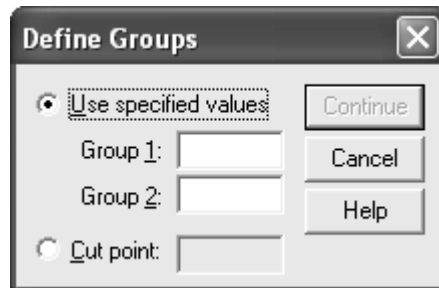 Define Groups
Use specified values
Continue
Group 1:
Cancel
Group 2:
Help
Cut point: